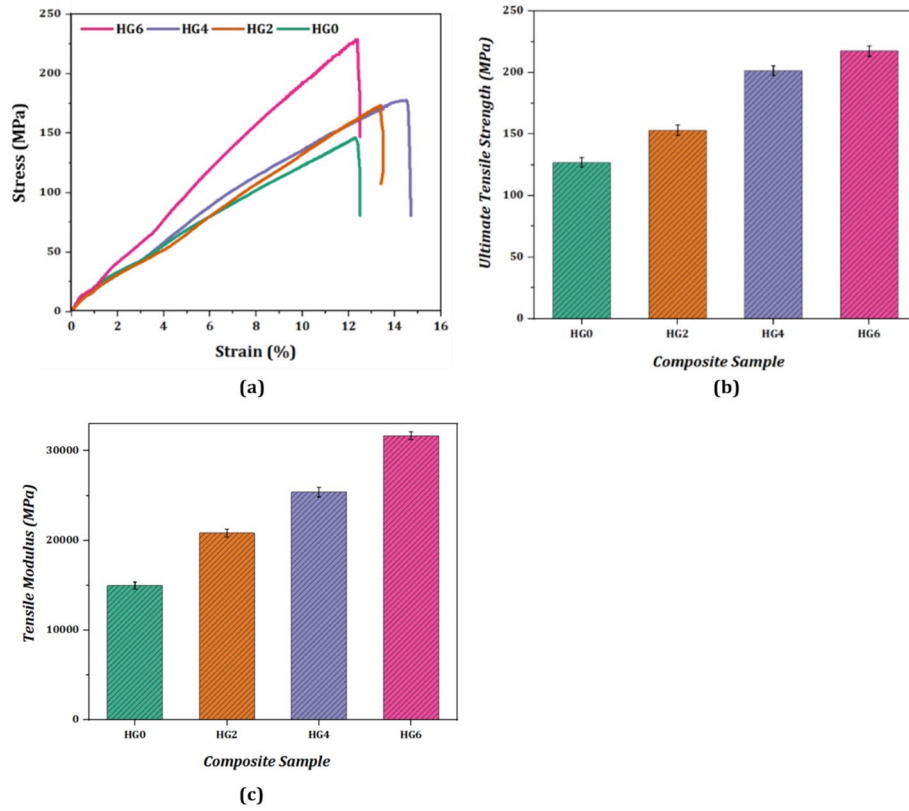 HG6 HG4 HG2 HG0
250
200
150
100
50
0
Stress (MPa)
0 2 4 6 8 10 12 14 16
Strain (%)
(a)
250
200
150
100
50
0
Ultimate Tensile Strength (MPa)
HG0 HG2 HG4 HG6
Composite Sample
(b)
30000
20000
10000
0
Tensile Modulus (MPa)
HG0 HG2 HG4 HG6
Composite Sample
(c)